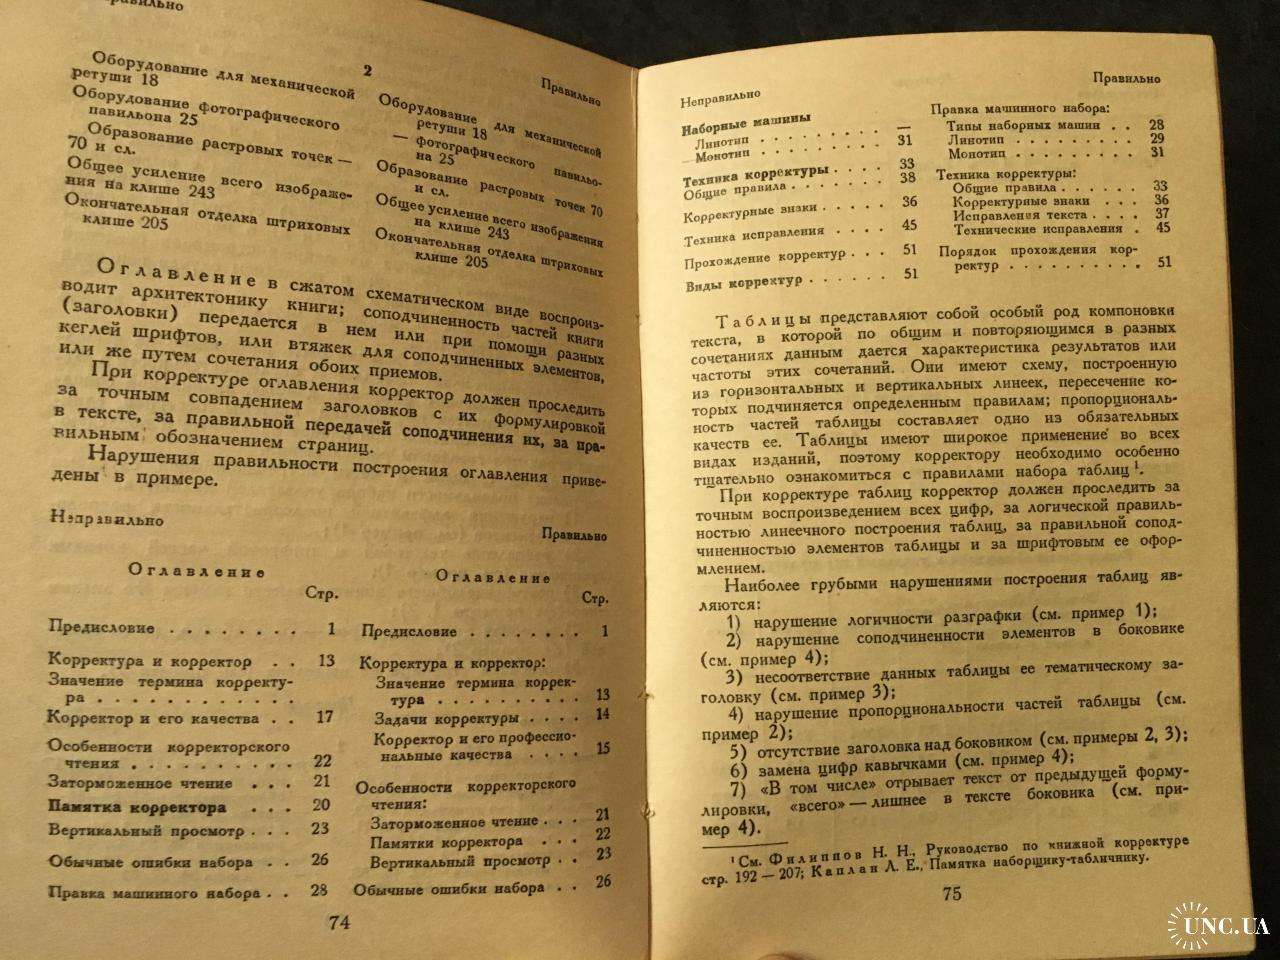 равильно
2
Правильно
Оборудование для механической
ретуши 18
Оборудование фотографического
павильона 25
Образование растровых точек —
70 и сл.
Общее усиление всего изображе-
ния на клише 243
Окончательная отделка штриховых
клише 205
Оборудование для механической
ретуши 18
— фотографического павильо-
на 25
Образование растровых точек 70
и сл.
Общее усиление всего изображения
на клише 243
Окончательная отделка штриховых
клише 205
Оглавление в сжатом схематическом виде воспроиз-
водит архитектонику книги; соподчиненность частей книги
(заголовки) передается в нем или при помощи разных
кеглей шрифтов, или втяжек для соподчиненных элементов,
или же путем сочетания обоих приемов.
При корректуре оглавления корректор должен проследить
за точным совпадением заголовков с их формулировкой
в тексте, за правильной передачей соподчинения их, за пра-
вильным обозначением страниц.
Нарушения правильности построения оглавления приве-
дены в примере.
Неправильно
Оглавление
Стр.
Предисловие . . . . . . . . 1
Корректура и корректор . . 13
Значение термина корректу-
ра . . . . . . . . . . . .
Корректор и его качества . . 17
Особенности корректорского
чтения . . . . . . . . . . 22
Заторможенное чтение . . . 21
Памятка корректора . . . 20
Вертикальный просмотр . . . 23
Обычные ошибки набора . . 26
Правка машинного набора . . 28
Правильно
Оглавление
Стр.
Предисловие . . . . . . . . 1
Корректура и корректор:
Значение термина коррек-
тура . . . . . . . . . . 13
Задачи корректуры . . . . 14
Корректор и его профессио-
нальные качества . . . . 15
Особенности корректорского
чтения:
Заторможенное чтение . . . 21
Памятки корректора . . . 22
Вертикальный просмотр . . 23
Обычные ошибки набора . . 26
74
Неправильно
Наборные машины
Линотип . . . . . . . . —
Монотип . . . . . . . . 31
Техника корректуры . . . . 33
Общие правила . . . . . . . 38
Корректурные знаки . . . . . 36
Техника исправления . . . . 45
Прохождение корректур . . . 51
Виды корректур . . . . . . 51
Правильно
Правка машинного набора:
Типы наборных машин . . 28
Линотип . . . . . . . . . 29
Монотип . . . . . . . . . 31
Техника корректуры:
Общие правила . . . . . . 33
Корректурные знаки . . . 36
Исправления текста . . . . 37
Технические исправления . 45
Порядок прохождения кор-
ректур . . . . . . . . . . 51
Таблицы представляют собой особый род компоновки
текста, в которой по общим и повторяющимся в разных
сочетаниях данным дается характеристика результатов или
частоты этих сочетаний. Они имеют схему, построенную
из горизонтальных и вертикальных линеек, пересечение ко-
торых подчиняется определенным правилам; пропорциональ-
ность частей таблицы составляет одно из обязательных
качеств ее. Таблицы имеют широкое применение во всех
видах изданий, поэтому корректору необходимо особенно
тщательно ознакомиться с правилами набора таблиц¹.
При корректуре таблиц корректор должен проследить за
точным воспроизведением всех цифр, за логической правиль-
ностью линеечного построения таблиц, за правильной сопод-
чиненностью элементов таблицы и за шрифтовым ее офор-
млением.
Наиболее грубыми нарушениями построения таблиц яв-
ляются:
1) нарушение логичности разграфки (см. пример 1);
2) нарушение соподчиненности элементов в боковике
(см. пример 4);
3) несоответствие данных таблицы ее тематическому за-
головку (см. пример 3);
4) нарушение пропорциональности частей таблицы (см.
пример 2);
5) отсутствие заголовка над боковиком (см. примеры 2, 3);
6) замена цифр кавычками (см. пример 4);
7) «В том числе» отрывает текст от предыдущей форму-
лировки, «всего» — лишнее в тексте боковика (см. при-
мер 4).
¹ См. Филиппов Н. Н., Руководство по книжной корректуре
стр. 192 — 207; Каплан Л. Е., Памятка наборщику-табличнику.
75
UNC.UA